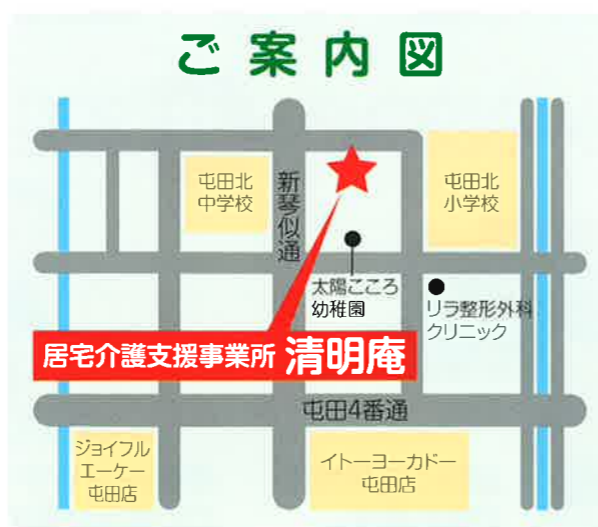 ご案内図
屯田北
中学校
新琴似通
屯田北
小学校
太陽こころ
幼稚園
リラ整形外科
クリニック
居宅介護支援事業所 清明庵
屯田4番通
ジョイフル
エーケー
屯田店
イトーヨーカドー
屯田店